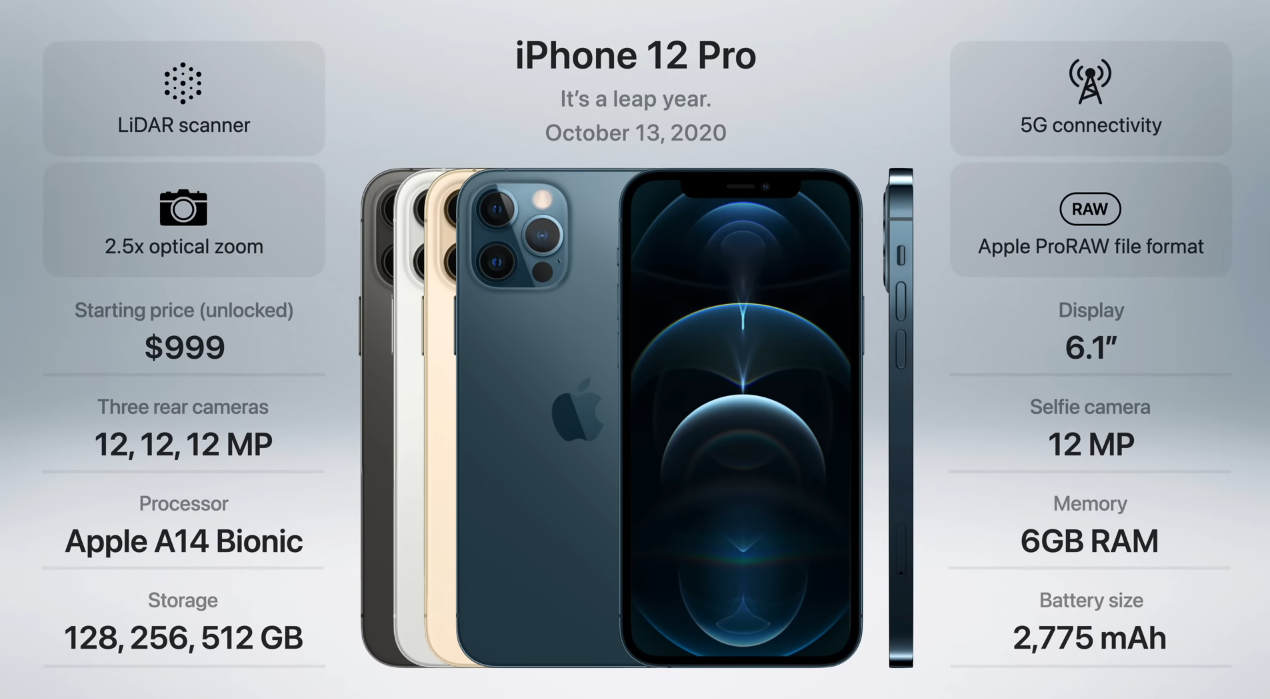 iPhone 12 Pro
It’s a leap year.
October 13, 2020
LiDAR scanner
2.5x optical zoom
Starting price (unlocked)
$999
Three rear cameras
12, 12, 12 MP
Processor
Apple A14 Bionic
Storage
128, 256, 512 GB
5G connectivity
RAW
Apple ProRAW file format
Display
6.1”
Selfie camera
12 MP
Memory
6GB RAM
Battery size
2,775 mAh